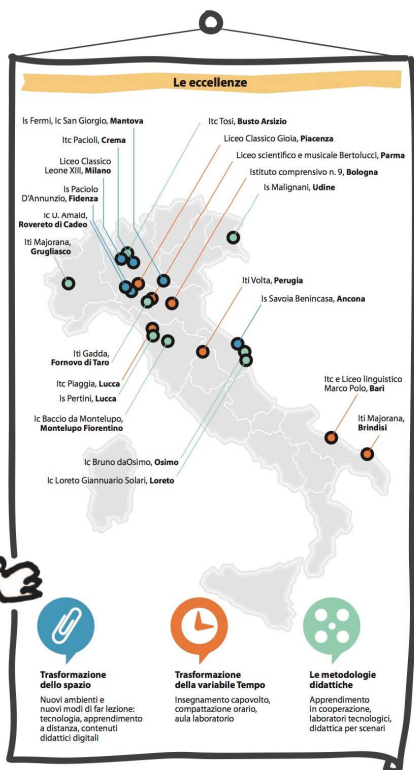 Le eccellenze
Is Fermi, Ic San Giorgio, Mantova
Itc Pacioli, Crema
Liceo Classico
Leone XIII, Milano
Is Paciolo
D'Annunzio, Fidenza
Ic U. Amaldi,
Rovereto di Cadeo
Iti Majorana,
Grugliasco
Itc Tosi, Busto Arsizio
Liceo Classico Gioia, Piacenza
Liceo scientifico e musicale Bertolucci, Parma
Istituto comprensivo n. 9, Bologna
Is Malignani, Udine
Iti Volta, Perugia
Is Savoia Benincasa, Ancona
Iti Gadda,
Fornovo di Taro
Itc Piaggia, Lucca
Is Pertini, Lucca
Ic Baccio da Montelupo,
Montelupo Fiorentino
Itc e Liceo linguistico
Marco Polo, Bari
Iti Majorana,
Brindisi
Ic Bruno daOsimo, Osimo
Ic Loreto Giannuario Solari, Loreto
Trasformazione
dello spazio
Nuovi ambienti e
nuovi modi di far lezione:
tecnologia, apprendimento
a distanza, contenuti
didattici digitali
Trasformazione
della variabile Tempo
Insegnamento capovolto,
compattazione orario,
aula laboratorio
Le metodologie
didattiche
Apprendimento
in cooperazione,
laboratori tecnologici,
didattica per scenari